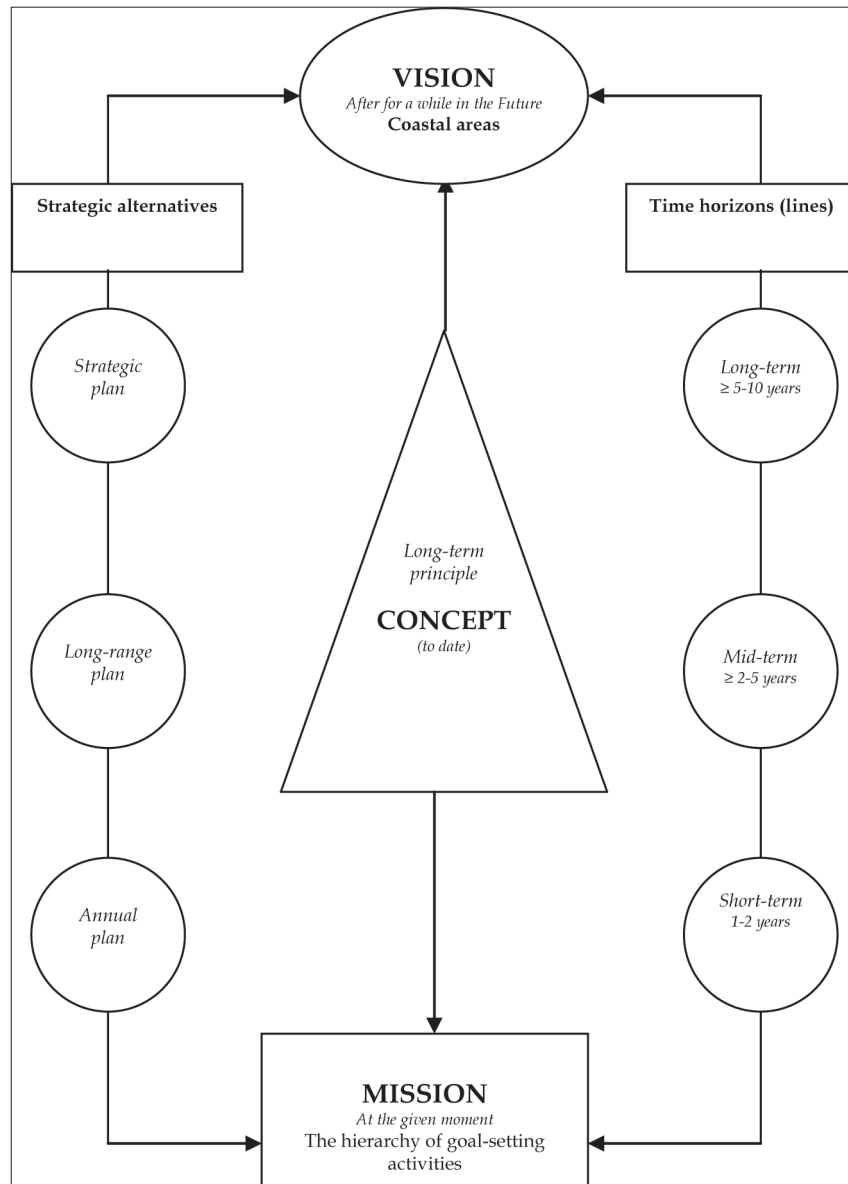 VISION
After for a while in the Future
Coastal areas
Strategic alternatives
Time horizons (lines)
Strategic
plan
Long-term
≥ 5-10 years
Long-term
principle
CONCEPT
(to date)
Long-range
plan
Mid-term
≥ 2-5 years
Annual
plan
Short-term
1-2 years
MISSION
At the given moment
The hierarchy of goal-setting
activities